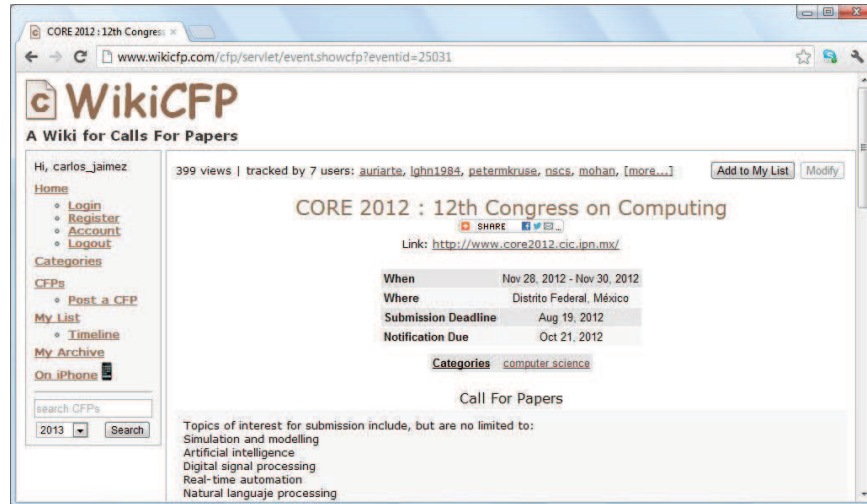 CORE 2012 : 12th Congres
www.wikicfp.com/cfp/servlet/event.showcfp?eventid=25031
c WikiCFP
A Wiki for Calls For Papers
Hi, carlos_jaimez
Home
Login
Register
Account
Logout
Categories
CFPs
Post a CFP
My List
Timeline
My Archive
On iPhone
search CFPs
2013 Search
399 views | tracked by 7 users: auriarte, lghn1984, petermkruse, nscs, mohan, [more...] Add to My List Modify
CORE 2012 : 12th Congress on Computing
SHARE
Link: http://www.core2012.cic.ipn.mx/
When Nov 28, 2012 - Nov 30, 2012
Where Distrito Federal, México
Submission Deadline Aug 19, 2012
Notification Due Oct 21, 2012
Categories computer science
Call For Papers
Topics of interest for submission include, but are no limited to:
Simulation and modelling
Artificial intelligence
Digital signal processing
Real-time automation
Natural languaje processing